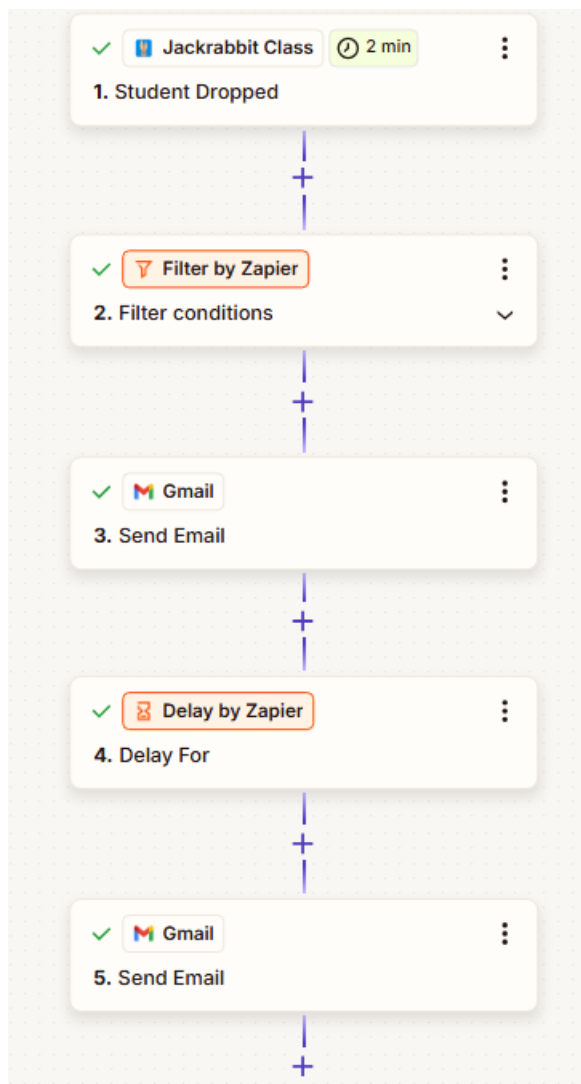 Jackrabbit Class 2 min
1. Student Dropped
Filter by Zapier
2. Filter conditions
Gmail
3. Send Email
Delay by Zapier
4. Delay For
Gmail
5. Send Email